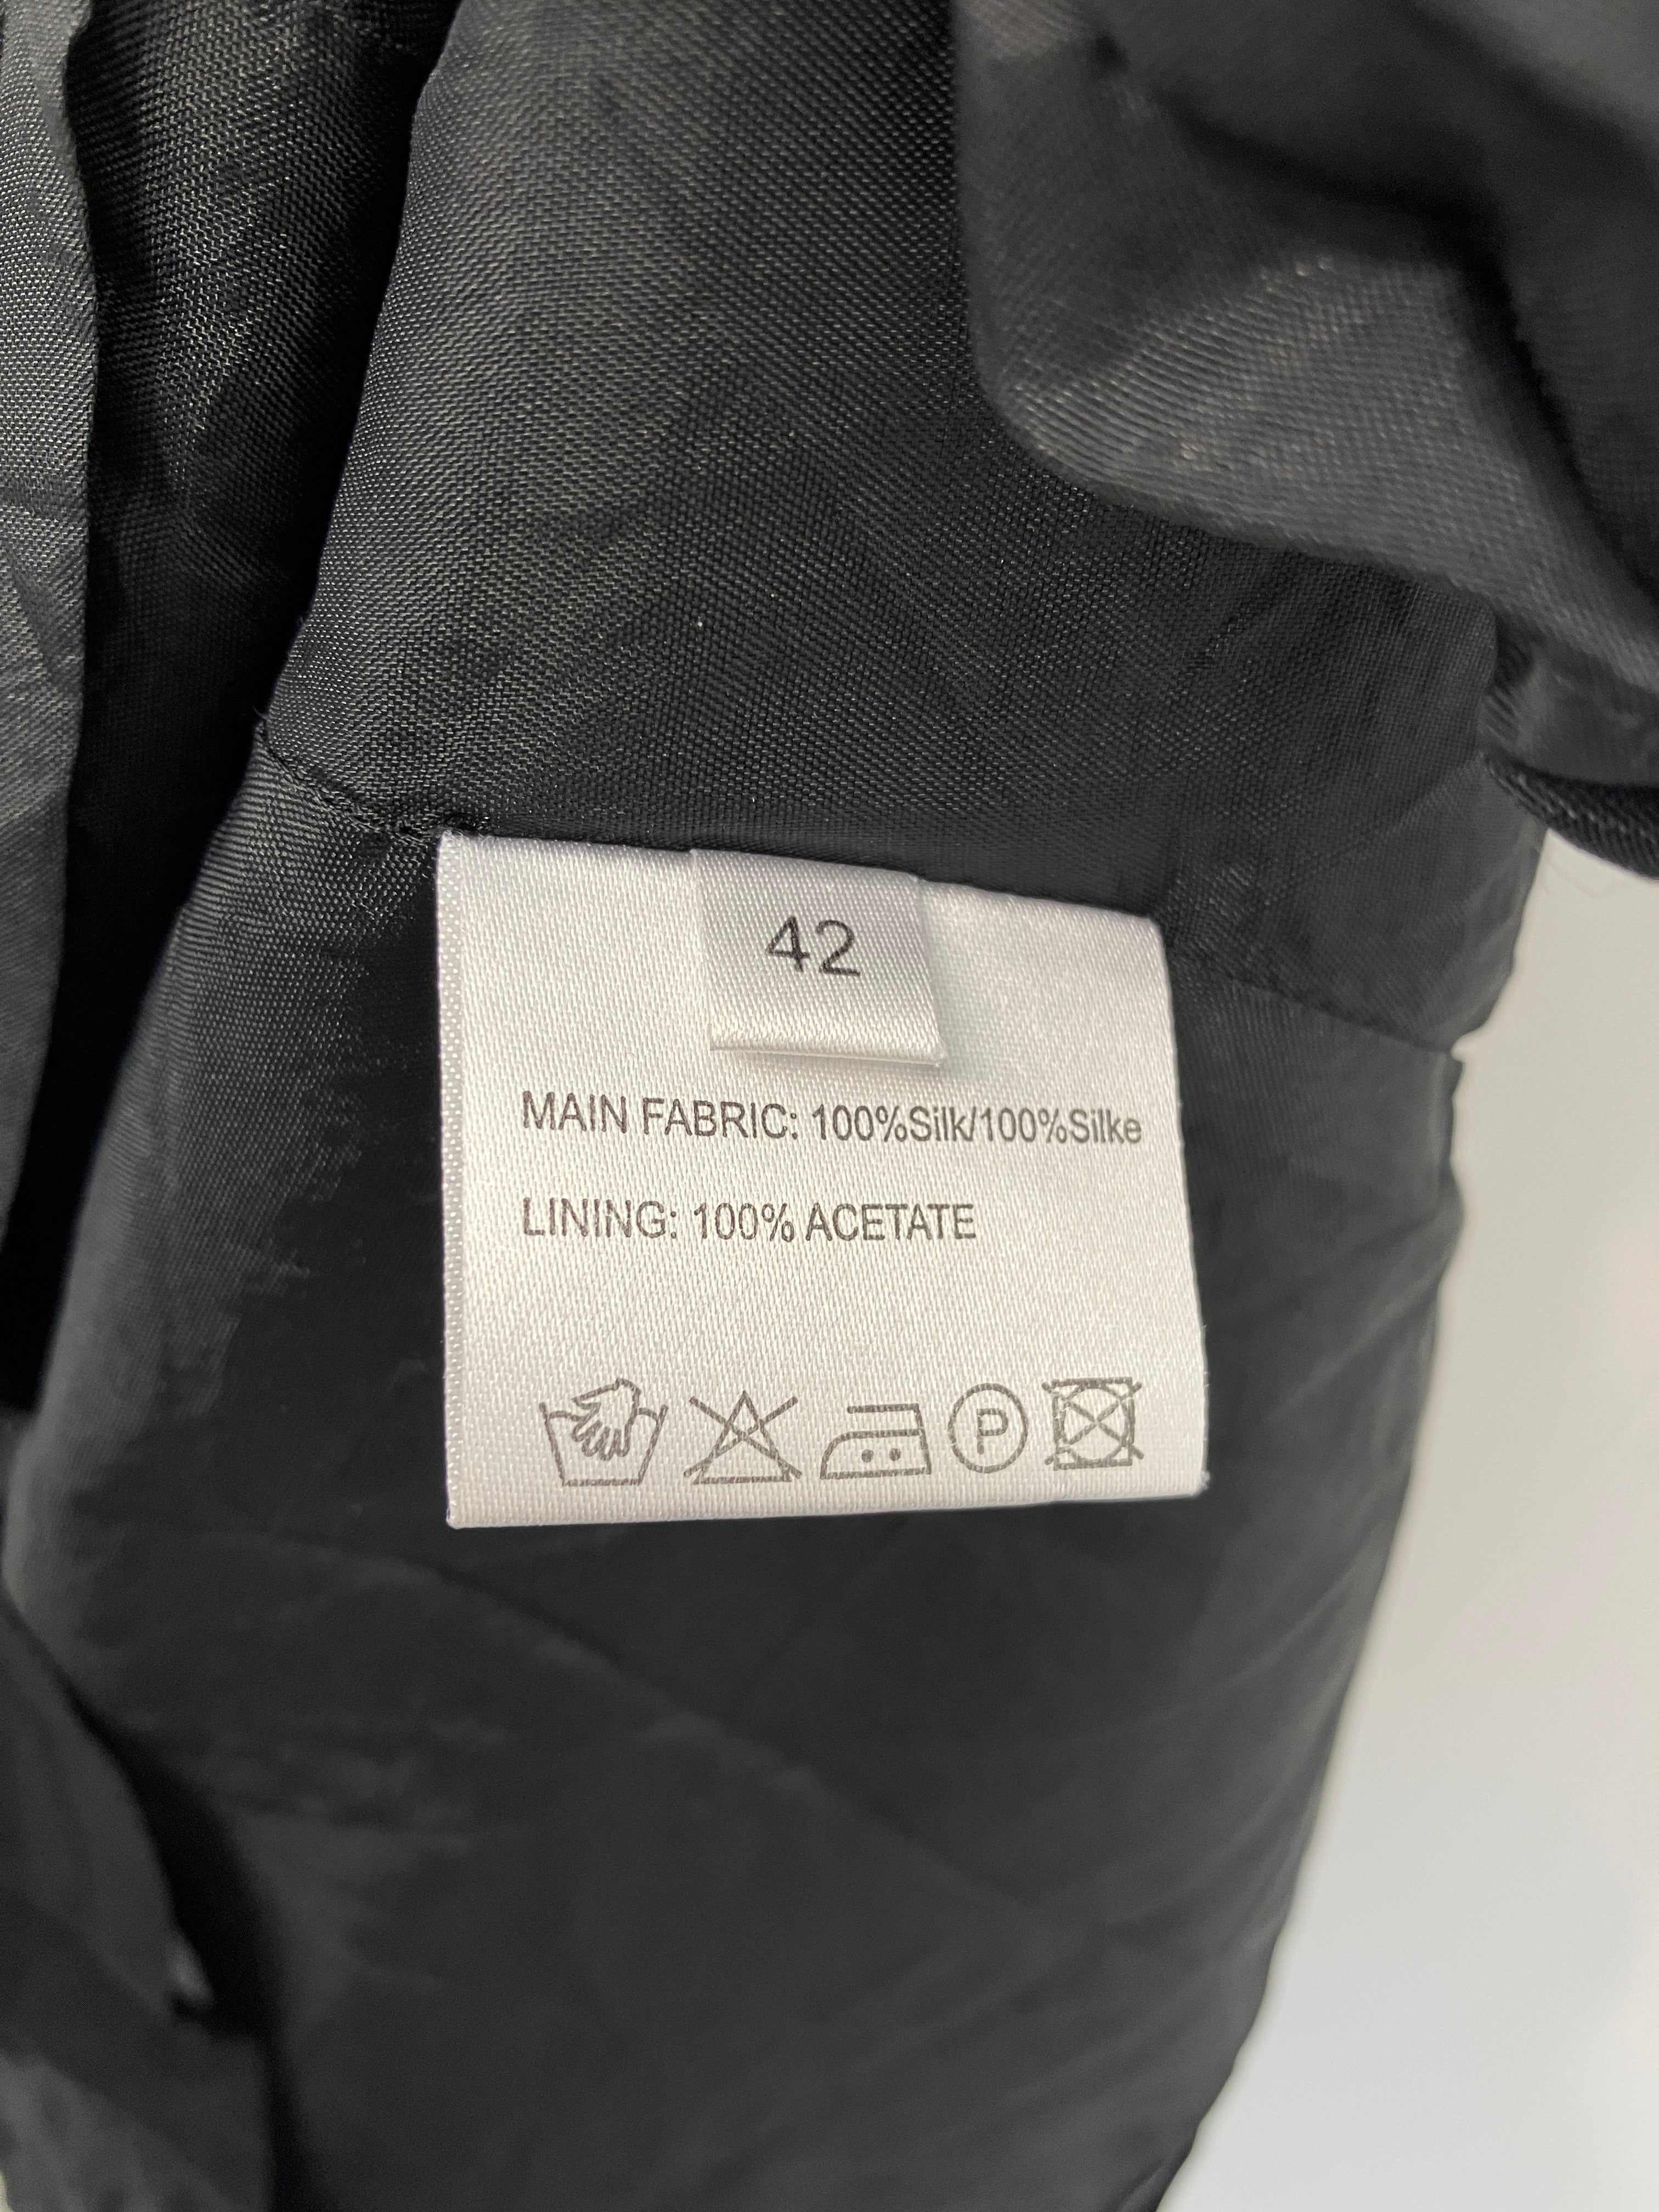 42
MAIN FABRIC: 100%Silk/100%Silke
LINING: 100% ACETATE
P